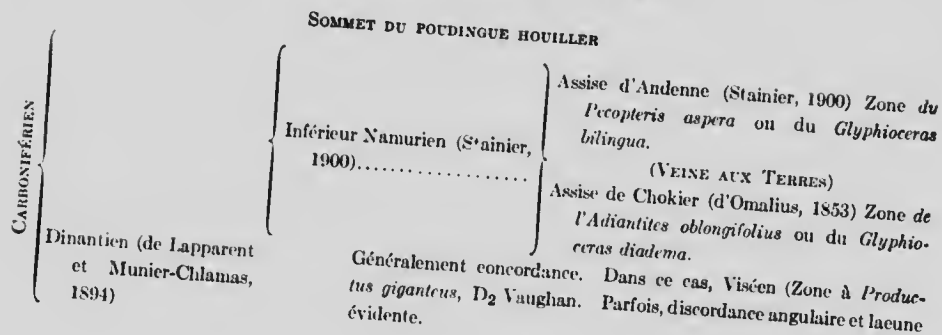 SOMMET DU POUDINGUE HOUILLER
CARBONIFÉRIEN
Inférieur Namurien (Stainier,
1900)..................
Assise d'Andenne (Stainier, 1900) Zone du
Pecopteris aspera ou du Glyphioceras
bilingua.
(VEINE AUX TERRES)
Assise de Chokier (d'Omalius, 1853) Zone de
l'Adiantites oblongifolius ou du Glyphio-
ceras diadema.
Dinantien (de Lapparent
et Munier-Chlamas,
1894)
Généralement concordance. Dans ce cas, Viséen (Zone à Produc-
tus giganteus, D2 Vaughan. Parfois, discordance angulaire et lacune
évidente.